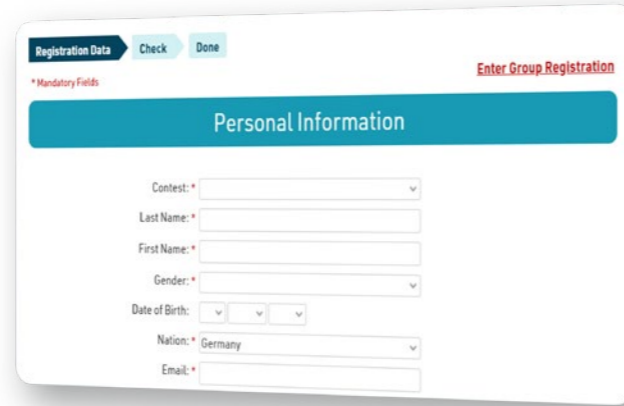 Registration Data Check Done
* Mandatory Fields
Enter Group Registration
Personal Information
Contest: *
Last Name: *
First Name: *
Gender: *
Date of Birth:
Nation: * Germany
Email: *